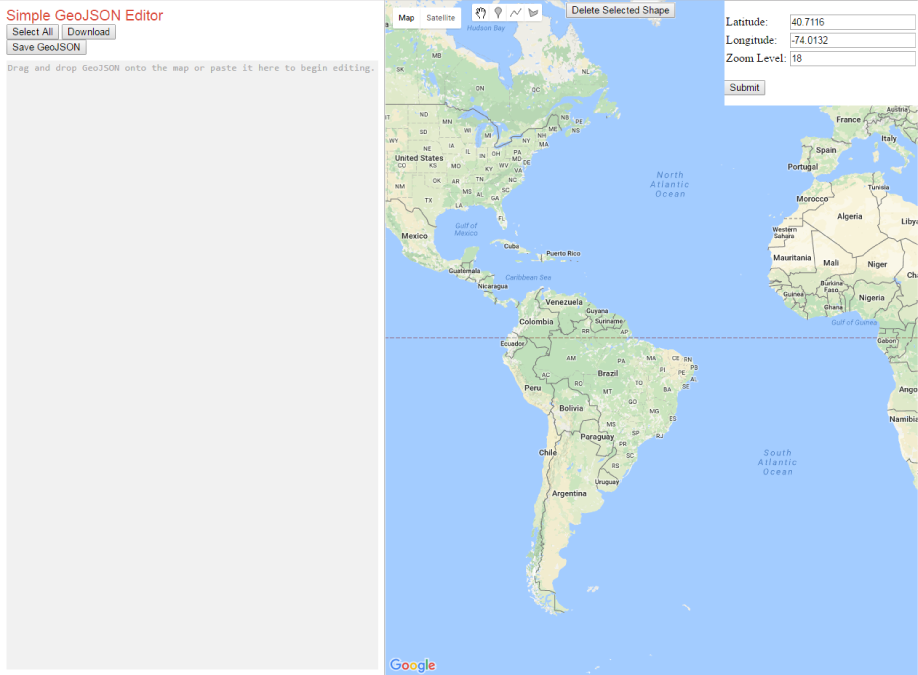 Simple GeoJSON Editor
Select All
Download
Save GeoJSON
Drag and drop GeoJSON onto the map or paste it here to begin editing.
Map
Satellite
Delete Selected Shape
Latitude:
40.7116
Longitude:
-74.0132
Zoom Level:
18
Submit
Hudson Bay
MB
SK
ON
QC
NL
NB
PE
NS
ND
MN
SD
WI
MI
NH
ME
NY
MA
WY
NE
IA
IL
IN
OH
PA
MD
DE
United States
CO
KS
MO
KY
WV
VA
OK
AR
TN
NC
NM
MS
AL
SC
GA
TX
LA
FL
Gulf of
Mexico
Mexico
Cuba
Puerto Rico
Guatemala
Caribbean Sea
Nicaragua
North
Atlantic
Ocean
France
Austria
Italy
Spain
Portugal
Tunisia
Morocco
Algeria
Liby
Western
Sahara
Mauritania
Mali
Niger
Ch
Burkina
Faso
Guinea
Ghana
Nigeria
Gulf of Guinea
Gabon
Ango
Namibia
Venezuela
Guyana
Suriname
Colombia
RR
AP
Ecuador
AM
PA
MA
CE
RN
PB
PE
AL
SE
PI
AC
RO
Brazil
TO
BA
Peru
MT
GO
Bolivia
MG
ES
MS
SP
RJ
Paraguay
PR
SC
Chile
RS
Uruguay
Argentina
South
Atlantic
Ocean
Google